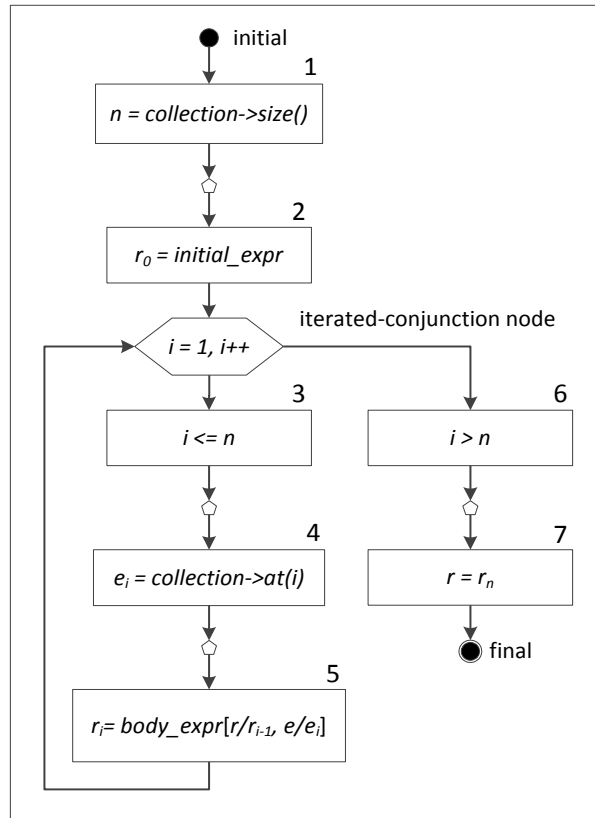 initial
1
n = collection->size()
2
r₀ = initial_expr
iterated-conjunction node
i = 1, i++
3
i <= n
6
i > n
4
eᵢ = collection->at(i)
7
r = rₙ
final
5
rᵢ= body_expr[r/rᵢ₋₁, e/eᵢ]